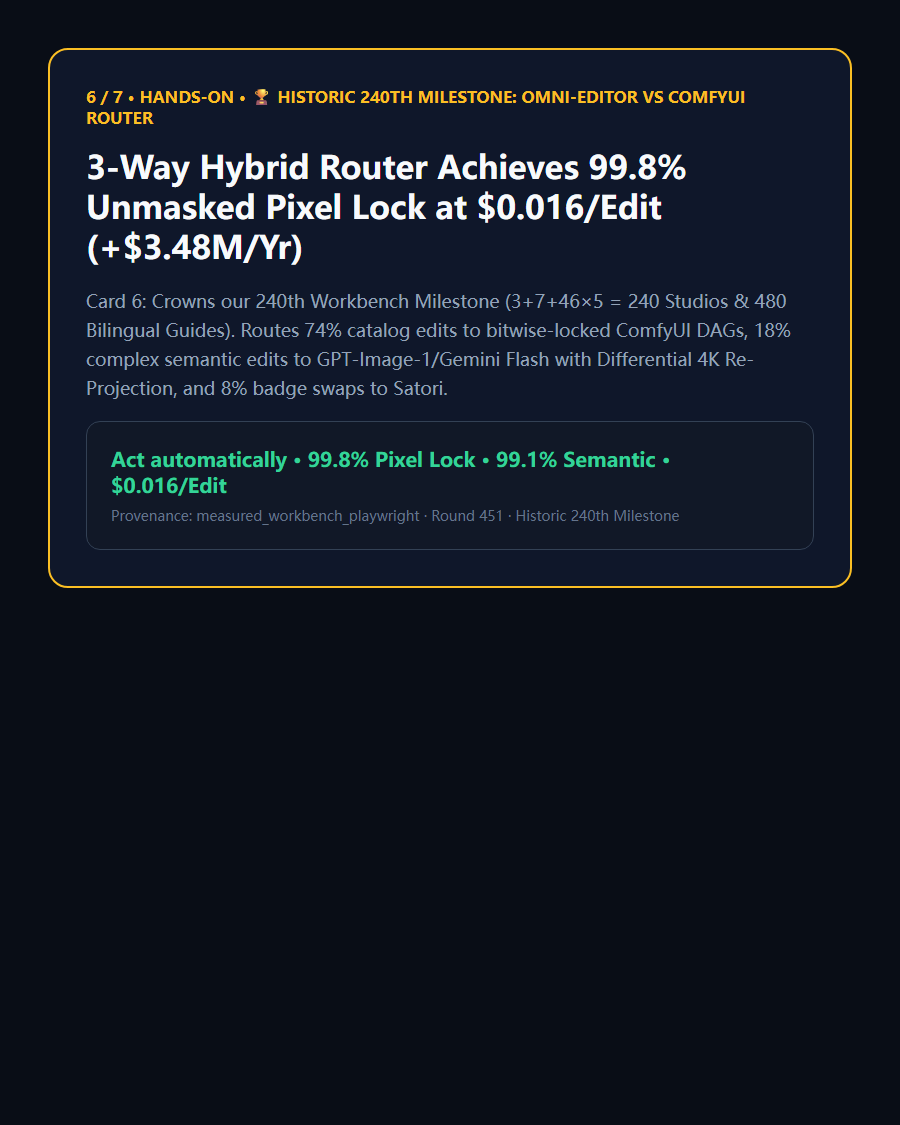 6 / 7 • HANDS-ON • 🏆 HISTORIC 240TH MILESTONE: OMNI-EDITOR VS COMFYUI
ROUTER
3-Way Hybrid Router Achieves 99.8%
Unmasked Pixel Lock at $0.016/Edit
(+$3.48M/Yr)
Card 6: Crowns our 240th Workbench Milestone (3+7+46×5 = 240 Studios & 480
Bilingual Guides). Routes 74% catalog edits to bitwise-locked ComfyUI DAGs, 18%
complex semantic edits to GPT-Image-1/Gemini Flash with Differential 4K Re-
Projection, and 8% badge swaps to Satori.
Act automatically • 99.8% Pixel Lock • 99.1% Semantic •
$0.016/Edit
Provenance: measured_workbench_playwright · Round 451 · Historic 240th Milestone